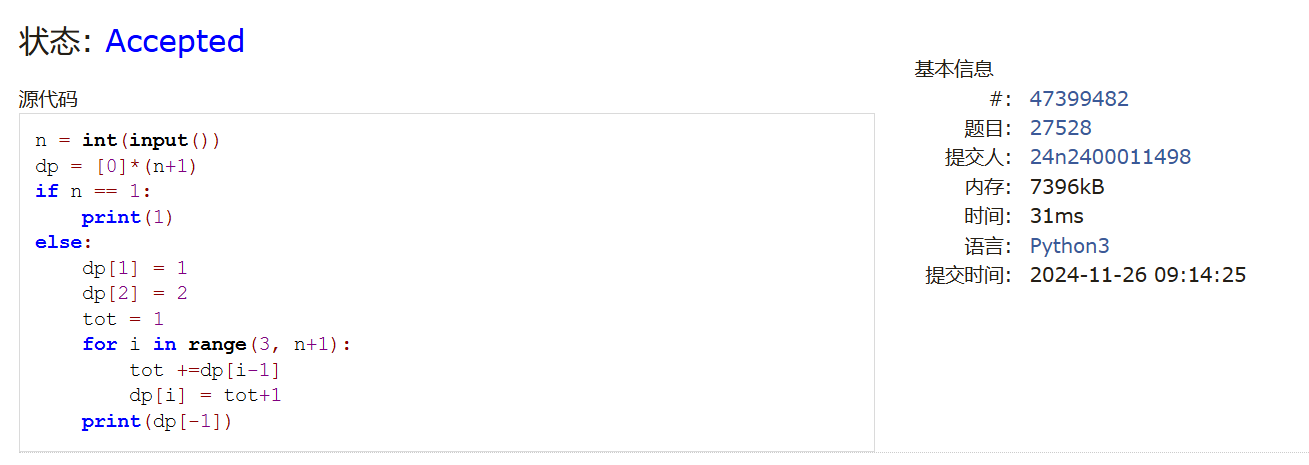 状态: Accepted
源代码
n = int(input())
dp = [0]*(n+1)
if n == 1:
    print(1)
else:
    dp[1] = 1
    dp[2] = 2
    tot = 1
    for i in range(3, n+1):
        tot +=dp[i-1]
        dp[i] = tot+1
    print(dp[-1])
基本信息
#: 47399482
题目: 27528
提交人: 24n2400011498
内存: 7396kB
时间: 31ms
语言: Python3
提交时间: 2024-11-26 09:14:25